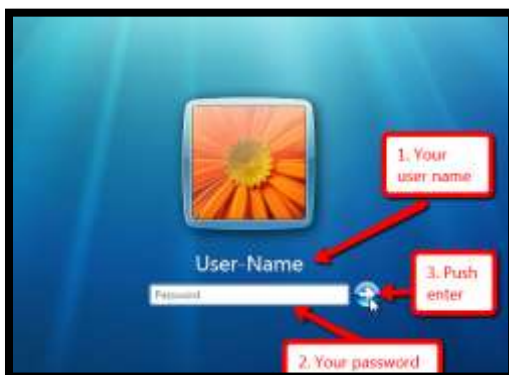 1. Your
user name
User-Name
Password
3. Push
enter
2. Your password